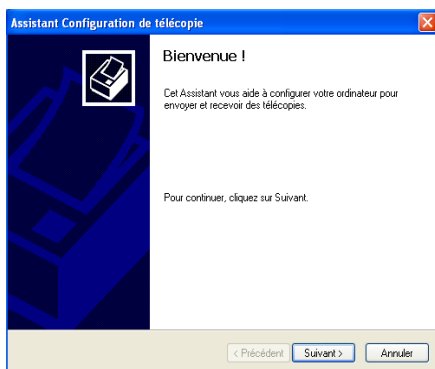 Assistant Configuration de télécopie
Bienvenue !
Cet Assistant vous aide à configurer votre ordinateur pour
envoyer et recevoir des télécopies.
Pour continuer, cliquez sur Suivant.
< Précédent
Suivant >
Annuler